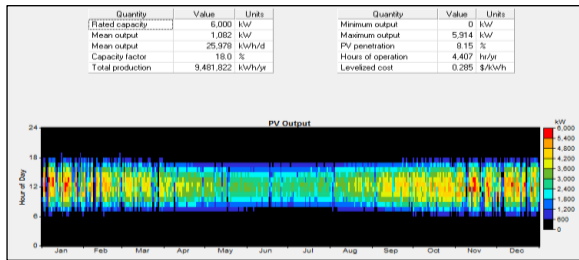 Quantity Value Units
Rated capacity 6,000 kW
Mean output 1,082 kW
Mean output 25,978 kWh/d
Capacity factor 18.0 %
Total production 9,481,822 kWh/yr
Quantity Value Units
Minimum output 0 kW
Maximum output 5,914 kW
PV penetration 8.15 %
Hours of operation 4,407 hr/yr
Levelized cost 0.285 $/kWh
PV Output
Hour of Day
24
18
12
6
0
Jan Feb Mar Apr May Jun Jul Aug Sep Oct Nov Dec
kW
6,000
5,400
4,800
4,200
3,600
3,000
2,400
1,800
1,200
600
0